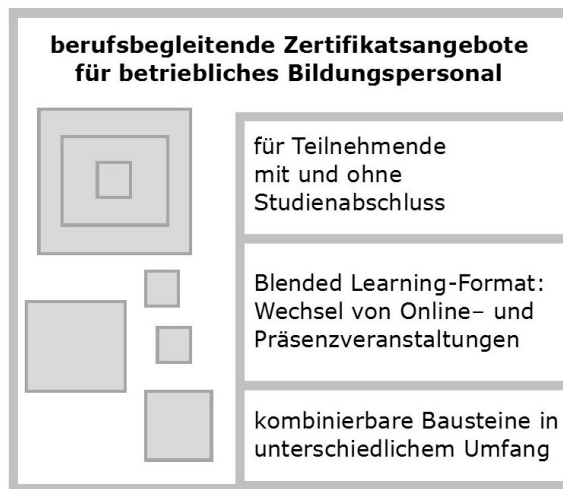 berufsbegleitende Zertifikatsangebote
für betriebliches Bildungspersonal
für Teilnehmende
mit und ohne
Studienabschluss
Blended Learning-Format:
Wechsel von Online– und
Präsenzveranstaltungen
kombinierbare Bausteine in
unterschiedlichem Umfang